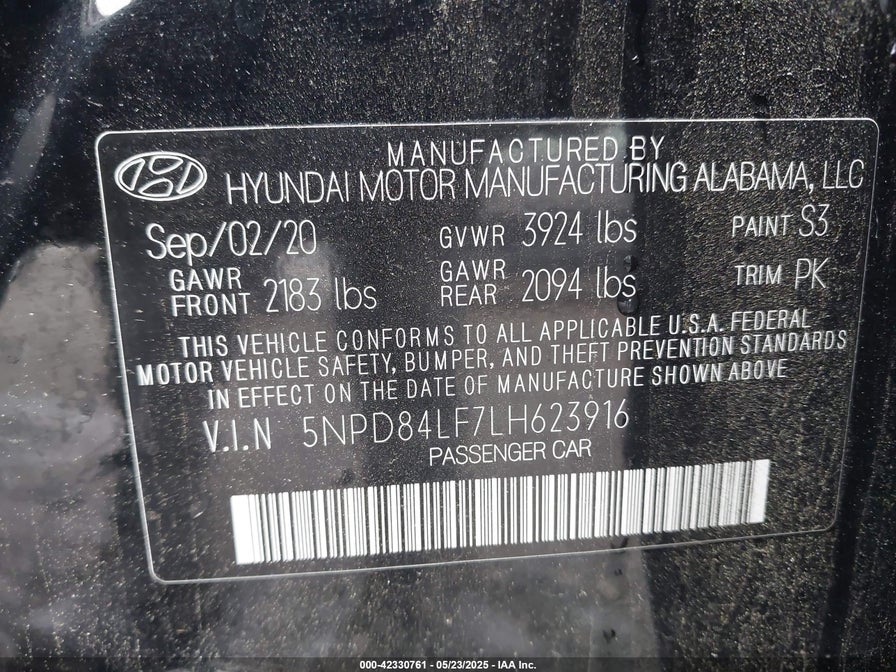 MANUFACTURED BY
HYUNDAI MOTOR MANUFACTURING ALABAMA, LLC
Sep/02/20 GVWR 3924 lbs PAINT S3
GAWR FRONT 2183 lbs GAWR REAR 2094 lbs TRIM PK
THIS VEHICLE CONFORMS TO ALL APPLICABLE U.S.A. FEDERAL
MOTOR VEHICLE SAFETY, BUMPER, AND THEFT PREVENTION STANDARDS
IN EFFECT ON THE DATE OF MANUFACTURE SHOWN ABOVE
V.I.N 5NPD84LF7LH623916
PASSENGER CAR
000-42330761 - 05/23/2025 - IAA Inc.